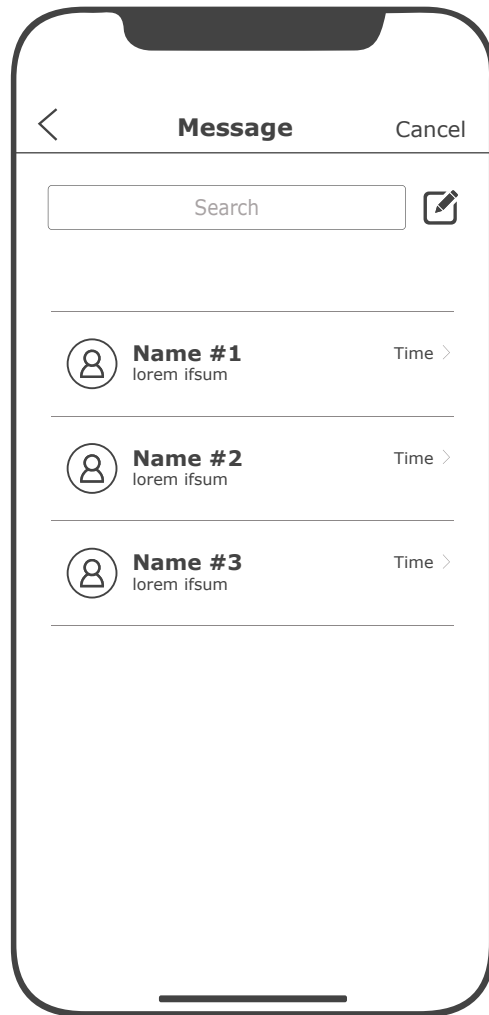 Message
Cancel
Search
Name #1
Time
lorem ifsum
Name #2
Time
lorem ifsum
Name #3
Time
lorem ifsum